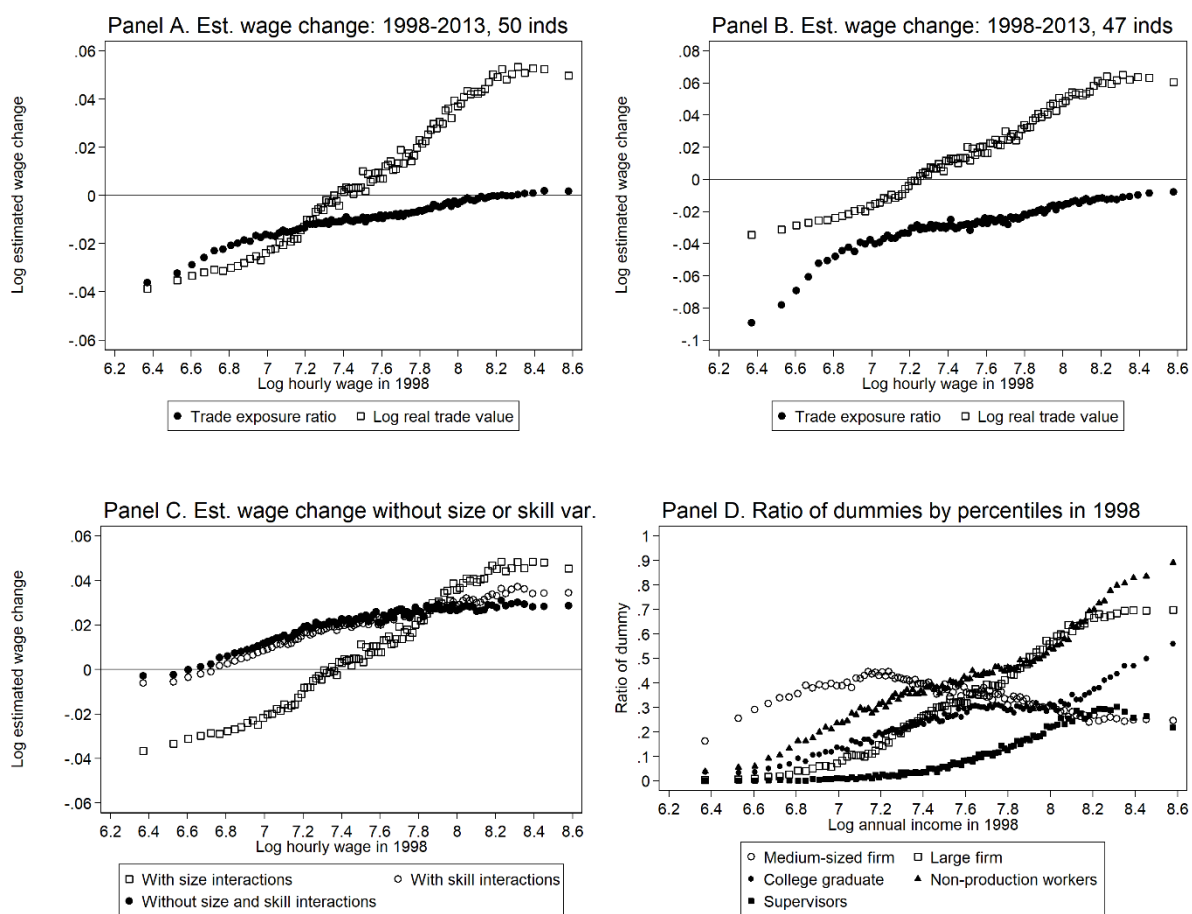 Panel A. Est. wage change: 1998-2013, 50 inds
.06
.04
.02
0
-.02
-.04
-.06
Log estimated wage change
6.2 6.4 6.6 6.8 7 7.2 7.4 7.6 7.8 8 8.2 8.4 8.6
Log hourly wage in 1998
Trade exposure ratio Log real trade value
Panel B. Est. wage change: 1998-2013, 47 inds
.08
.06
.04
.02
0
-.02
-.04
-.06
-.08
-.1
Log estimated wage change
6.2 6.4 6.6 6.8 7 7.2 7.4 7.6 7.8 8 8.2 8.4 8.6
Log hourly wage in 1998
Trade exposure ratio Log real trade value
Panel C. Est. wage change without size or skill var.
.06
.04
.02
0
-.02
-.04
-.06
Log estimated wage change
6.2 6.4 6.6 6.8 7 7.2 7.4 7.6 7.8 8 8.2 8.4 8.6
Log hourly wage in 1998
With size interactions With skill interactions
Without size and skill interactions
Panel D. Ratio of dummies by percentiles in 1998
1
.9
.8
.7
.6
.5
.4
.3
.2
.1
0
Ratio of dummy
6.2 6.4 6.6 6.8 7 7.2 7.4 7.6 7.8 8 8.2 8.4 8.6
Log annual income in 1998
Medium-sized firm Large firm
College graduate Non-production workers
Supervisors